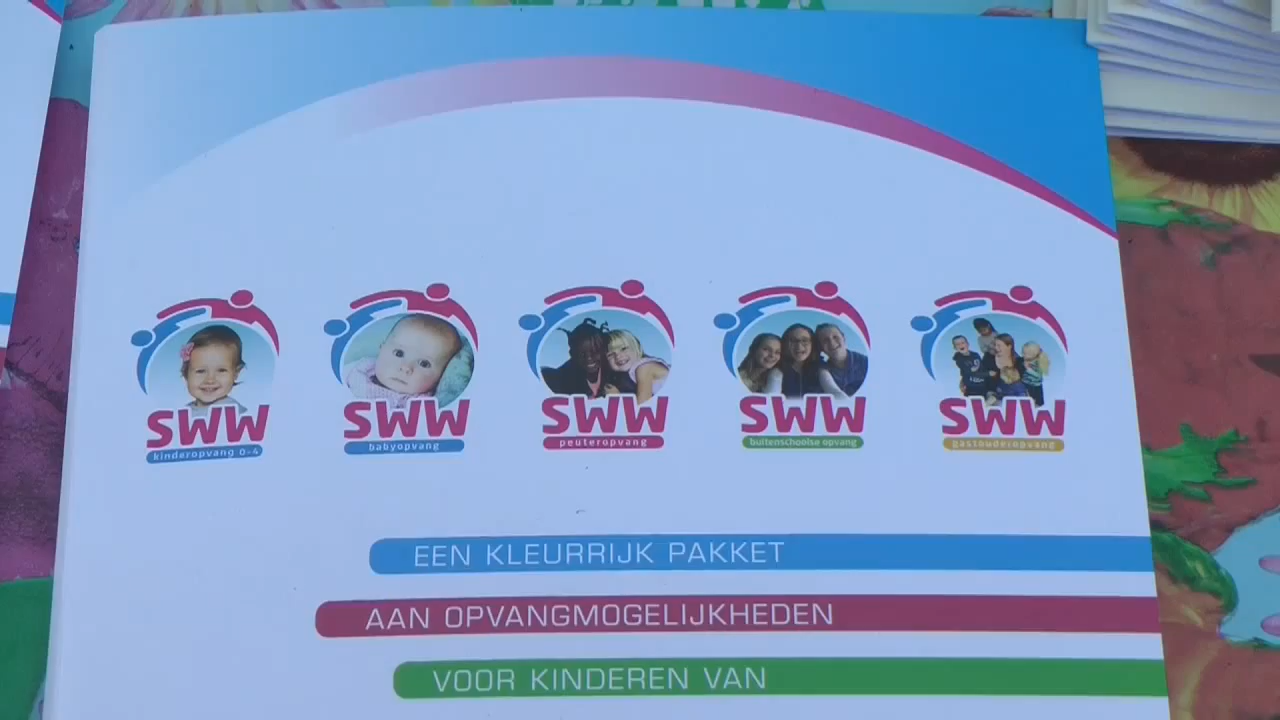 SWW
kinderopvang 0-4
SWW
babyopvang
SWW
peuteropvang
SWW
buitenschoolse opvang
SWW
gastouderopvang
EEN KLEURRIJK PAKKET
AAN OPVANGMOGELIJKHEDEN
VOOR KINDEREN VAN